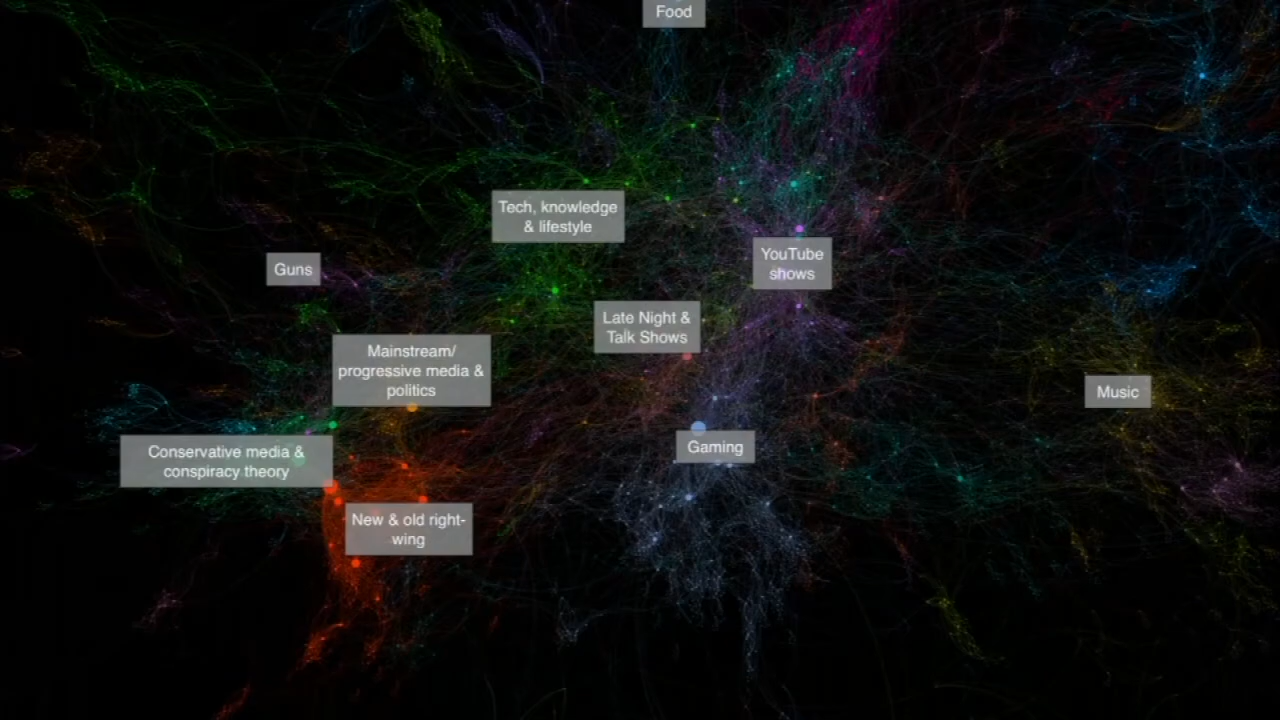 Food
Tech, knowledge
& lifestyle
YouTube
shows
Guns
Late Night &
Talk Shows
Mainstream/
progressive media &
politics
Music
Gaming
Conservative media &
conspiracy theory
New & old right-
wing